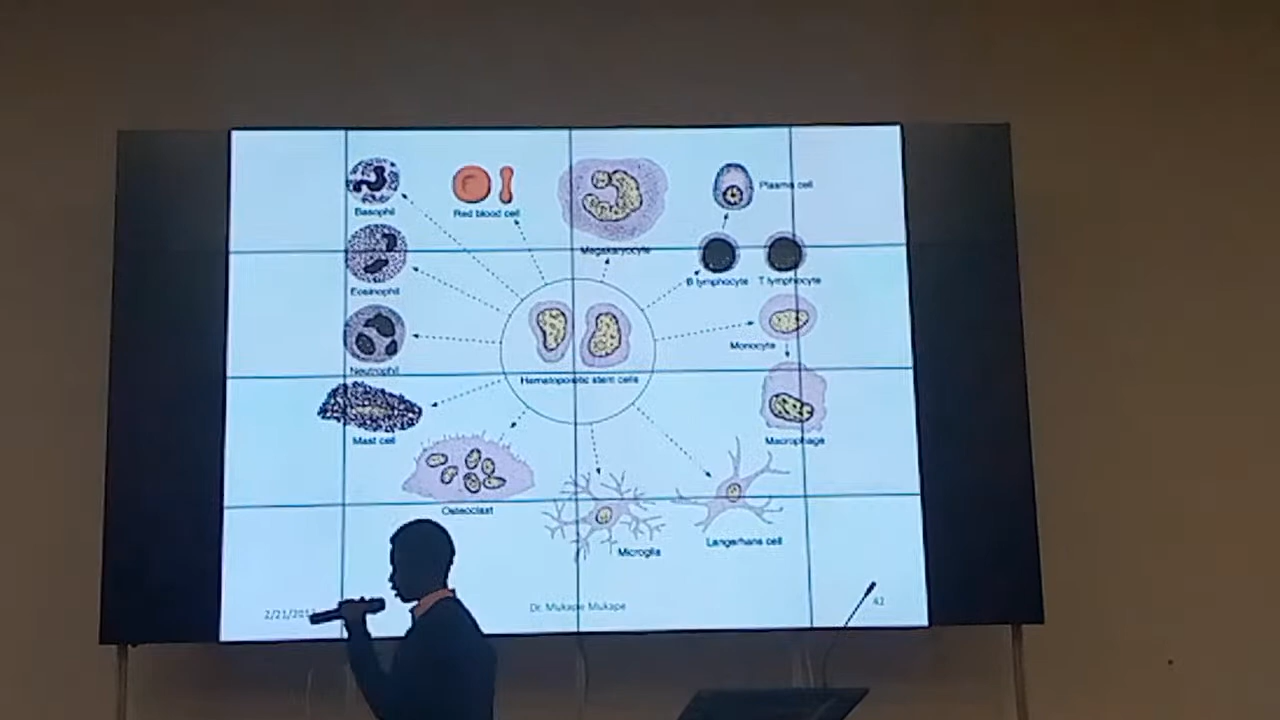 Basophil
Red blood cell
Megakaryocyte
Plasma cell
Eosinophil
B lymphocyte
T lymphocyte
Neutrophil
Monocyte
Hematopoietic stem cells
Mast cell
Macrophage
Osteoclast
Microglia
Langerhans cell
Dr. Mukape Mukape